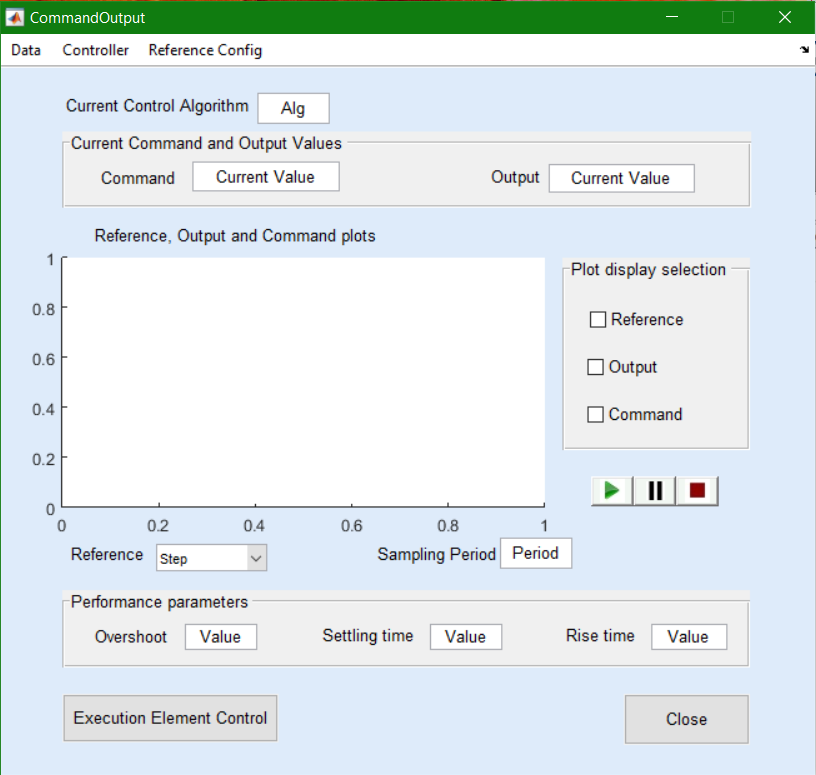 CommandOutput
Data Controller Reference Config
Current Control Algorithm Alg
Current Command and Output Values
Command Current Value Output Current Value
Reference, Output and Command plots
Plot display selection
Reference
Output
Command
1
0.8
0.6
0.4
0.2
0
0 0.2 0.4 0.6 0.8 1
Reference Step Sampling Period Period
Performance parameters
Overshoot Value Settling time Value Rise time Value
Execution Element Control Close